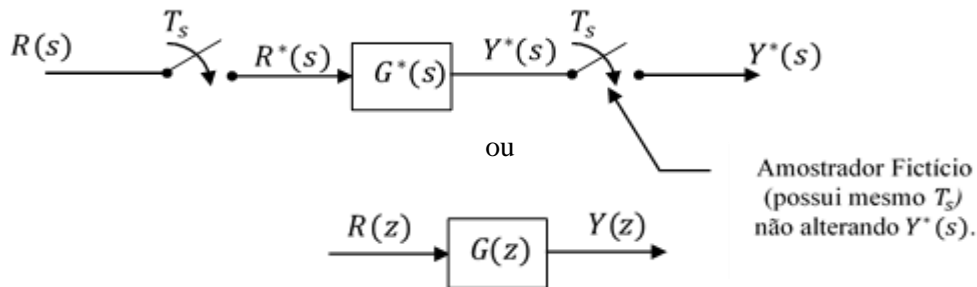 T_s T_s
R(s) R*(s) G*(s) Y*(s) Y*(s)
ou
Amostrador Fictício
(possui mesmo T_s)
não alterando Y*(s).
R(z) G(z) Y(z)